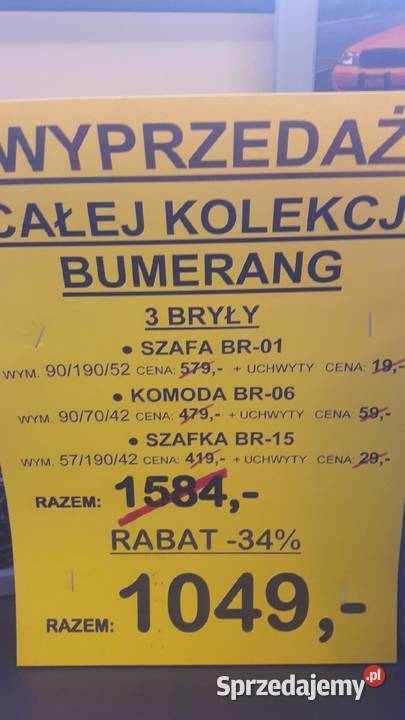 WYPRZEDAŻ
CAŁEJ KOLEKCJI
BUMERANG
3 BRYŁY
• SZAFA BR-01
WYM. 90/190/52 CENA: 579,- + UCHWYTY CENA: 19,-
• KOMODA BR-06
WYM. 90/70/42 CENA: 479,- + UCHWYTY CENA: 59,-
• SZAFKA BR-15
WYM. 57/190/42 CENA: 419,- + UCHWYTY CENA: 29,-
RAZEM: 1584,-
RABAT -34%
RAZEM: 1049,-
Sprzedajemy.pl